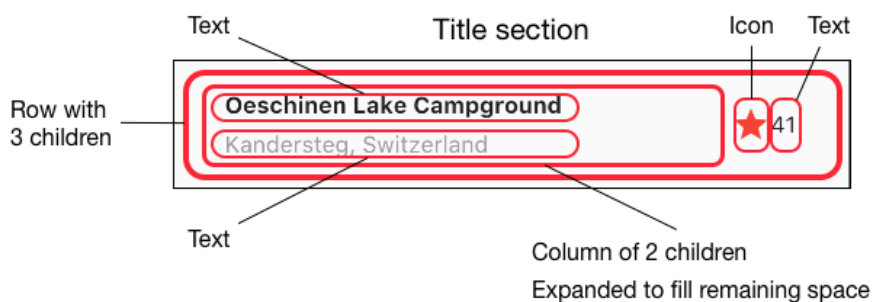 Text
Title section
Icon
Text
Row with
3 children
Oeschinen Lake Campground
41
Kandersteg, Switzerland
Text
Column of 2 children
Expanded to fill remaining space